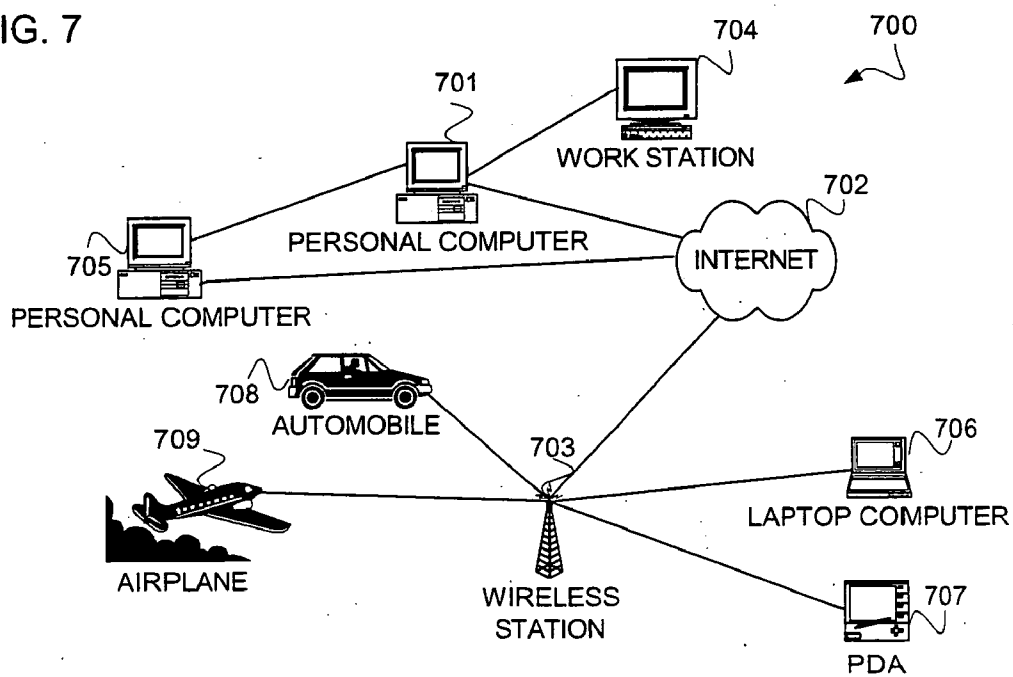 IG. 7
704
700
701
WORK STATION
702
PERSONAL COMPUTER
INTERNET
705
PERSONAL COMPUTER
708
AUTOMOBILE
709
703
706
LAPTOP COMPUTER
AIRPLANE
WIRELESS
STATION
707
PDA